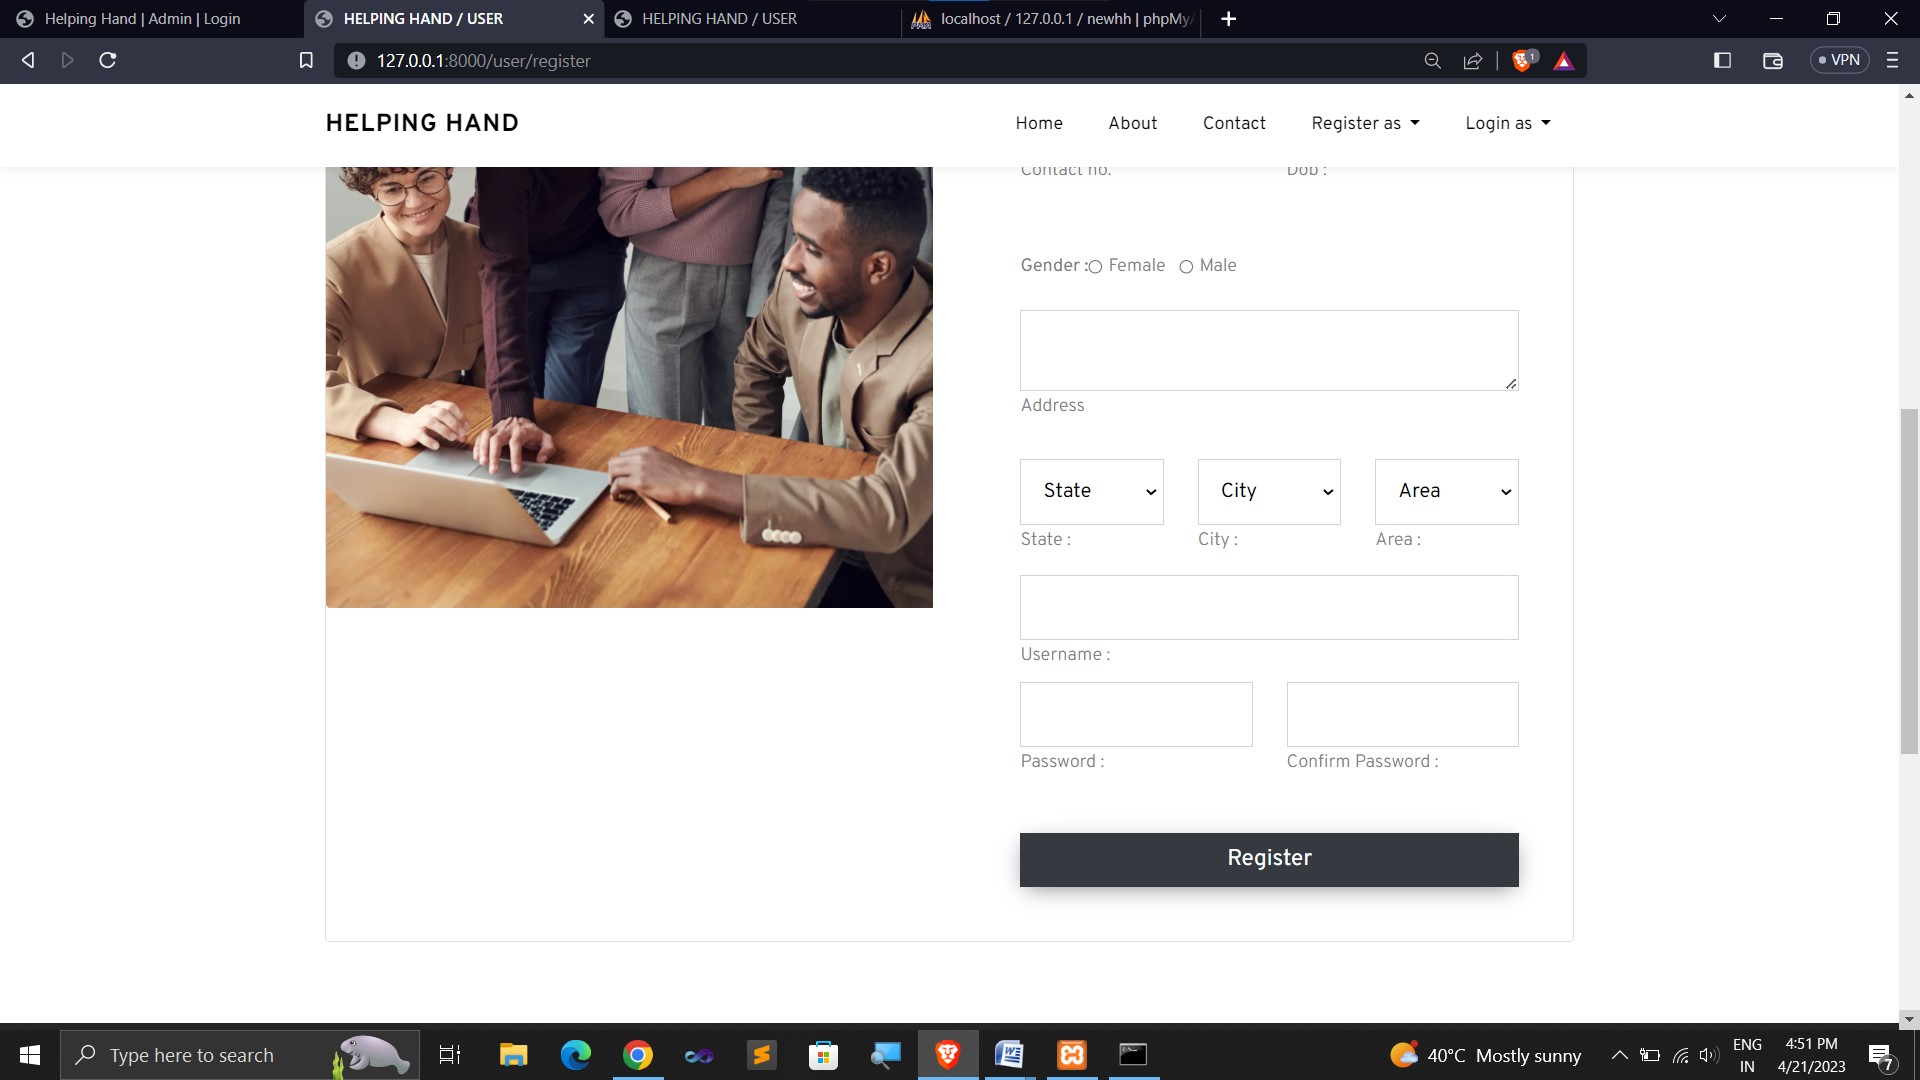 Helping Hand | Admin | Login
HELPING HAND / USER
HELPING HAND / USER
localhost / 127.0.0.1 / newhh | phpMyA
127.0.0.1:8000/user/register
1
VPN
HELPING HAND
Home
About
Contact
Register as
Login as
Contact no.
Dob :
Gender : Female Male
Address
State
City
Area
State :
City :
Area :
Username :
Password :
Confirm Password :
Register
Type here to search
40°C Mostly sunny
ENG
IN
4:51 PM
4/21/2023
7